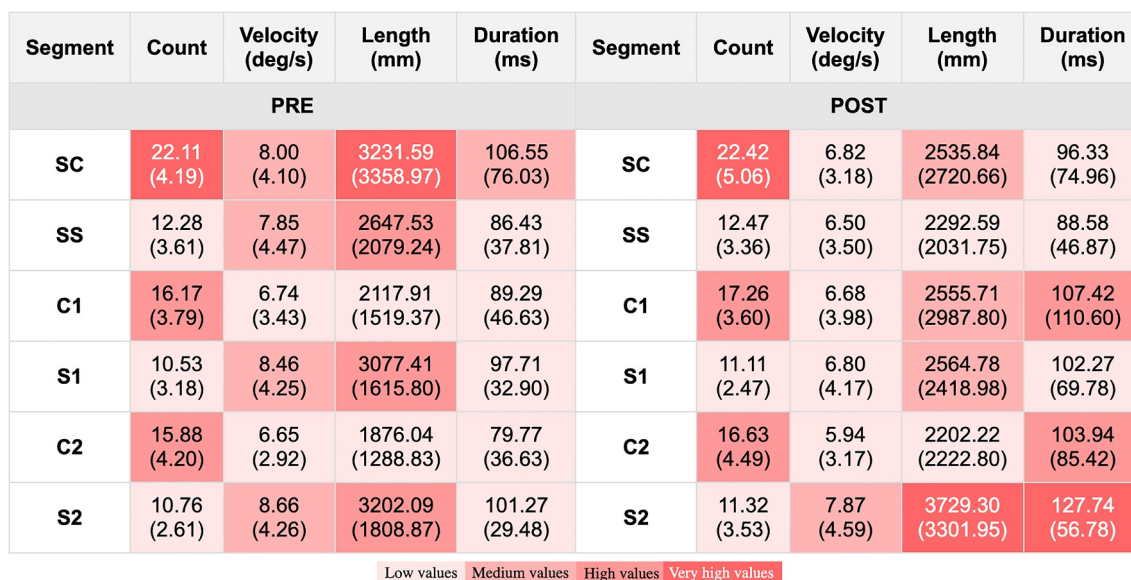 Segment Count Velocity (deg/s) Length (mm) Duration (ms) Segment Count Velocity (deg/s) Length (mm) Duration (ms)
PRE POST
SC 22.11 (4.19) 8.00 (4.10) 3231.59 (3358.97) 106.55 (76.03) SC 22.42 (5.06) 6.82 (3.18) 2535.84 (2720.66) 96.33 (74.96)
SS 12.28 (3.61) 7.85 (4.47) 2647.53 (2079.24) 86.43 (37.81) SS 12.47 (3.36) 6.50 (3.50) 2292.59 (2031.75) 88.58 (46.87)
C1 16.17 (3.79) 6.74 (3.43) 2117.91 (1519.37) 89.29 (46.63) C1 17.26 (3.60) 6.68 (3.98) 2555.71 (2987.80) 107.42 (110.60)
S1 10.53 (3.18) 8.46 (4.25) 3077.41 (1615.80) 97.71 (32.90) S1 11.11 (2.47) 6.80 (4.17) 2564.78 (2418.98) 102.27 (69.78)
C2 15.88 (4.20) 6.65 (2.92) 1876.04 (1288.83) 79.77 (36.63) C2 16.63 (4.49) 5.94 (3.17) 2202.22 (2222.80) 103.94 (85.42)
S2 10.76 (2.61) 8.66 (4.26) 3202.09 (1808.87) 101.27 (29.48) S2 11.32 (3.53) 7.87 (4.59) 3729.30 (3301.95) 127.74 (56.78)
Low values Medium values High values Very high values